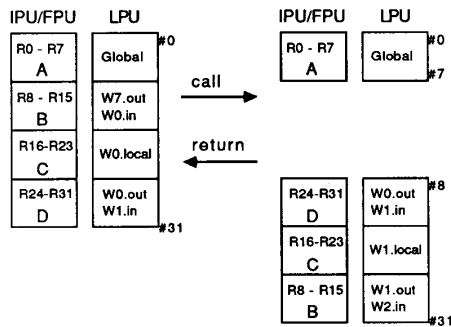 IPU/FPU LPU
R0 - R7
A
Global
#0
R8 - R15
B
W7.out
W0.in
R16-R23
C
W0.local
R24-R31
D
W0.out
W1.in
#31
call
return
IPU/FPU LPU
R0 - R7
A
Global
#0
#7
R24-R31
D
W0.out
W1.in
#8
R16-R23
C
W1.local
R8 - R15
B
W1.out
W2.in
#31